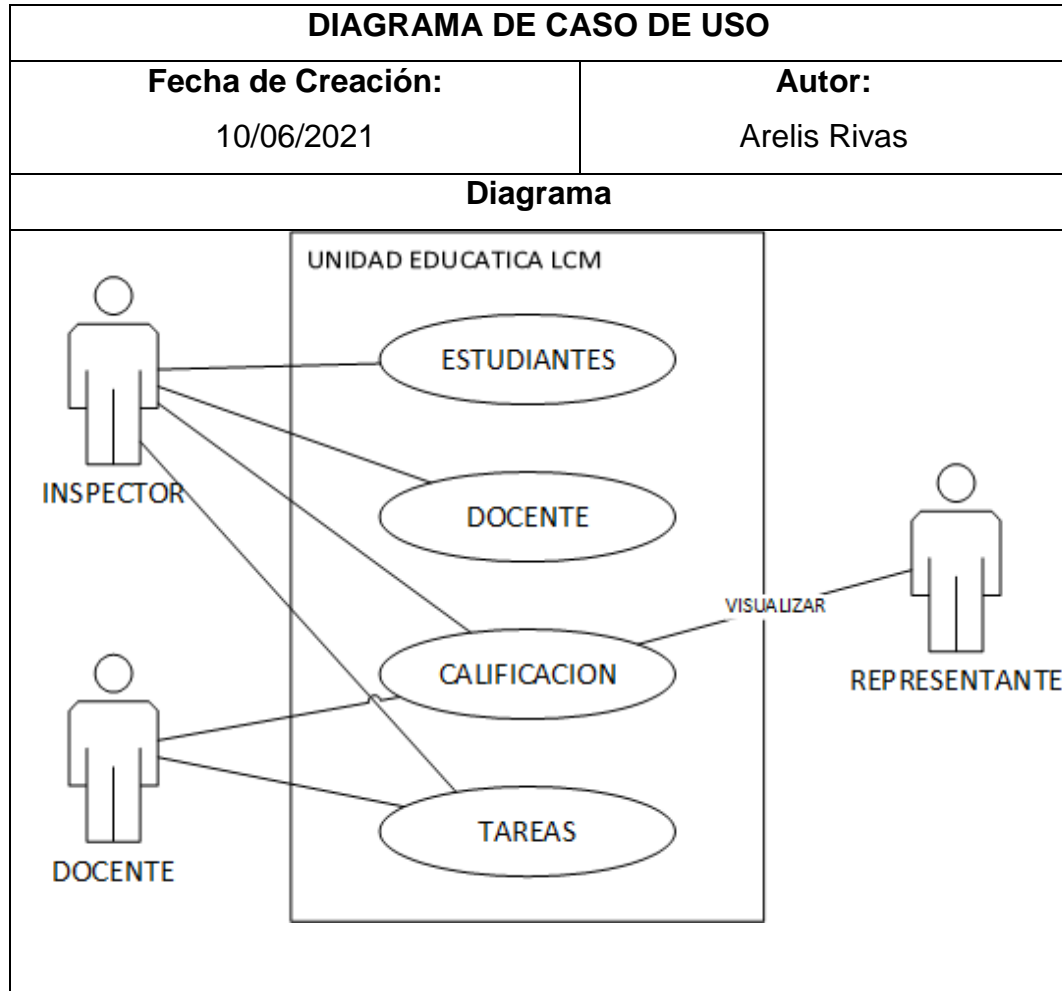 DIAGRAMA DE CASO DE USO
Fecha de Creación:
10/06/2021
Autor:
Arelis Rivas
Diagrama
UNIDAD EDUCATICA LCM
ESTUDIANTES
INSPECTOR
DOCENTE
VISUALIZAR
CALIFICACION
REPRESENTANTE
TAREAS
DOCENTE